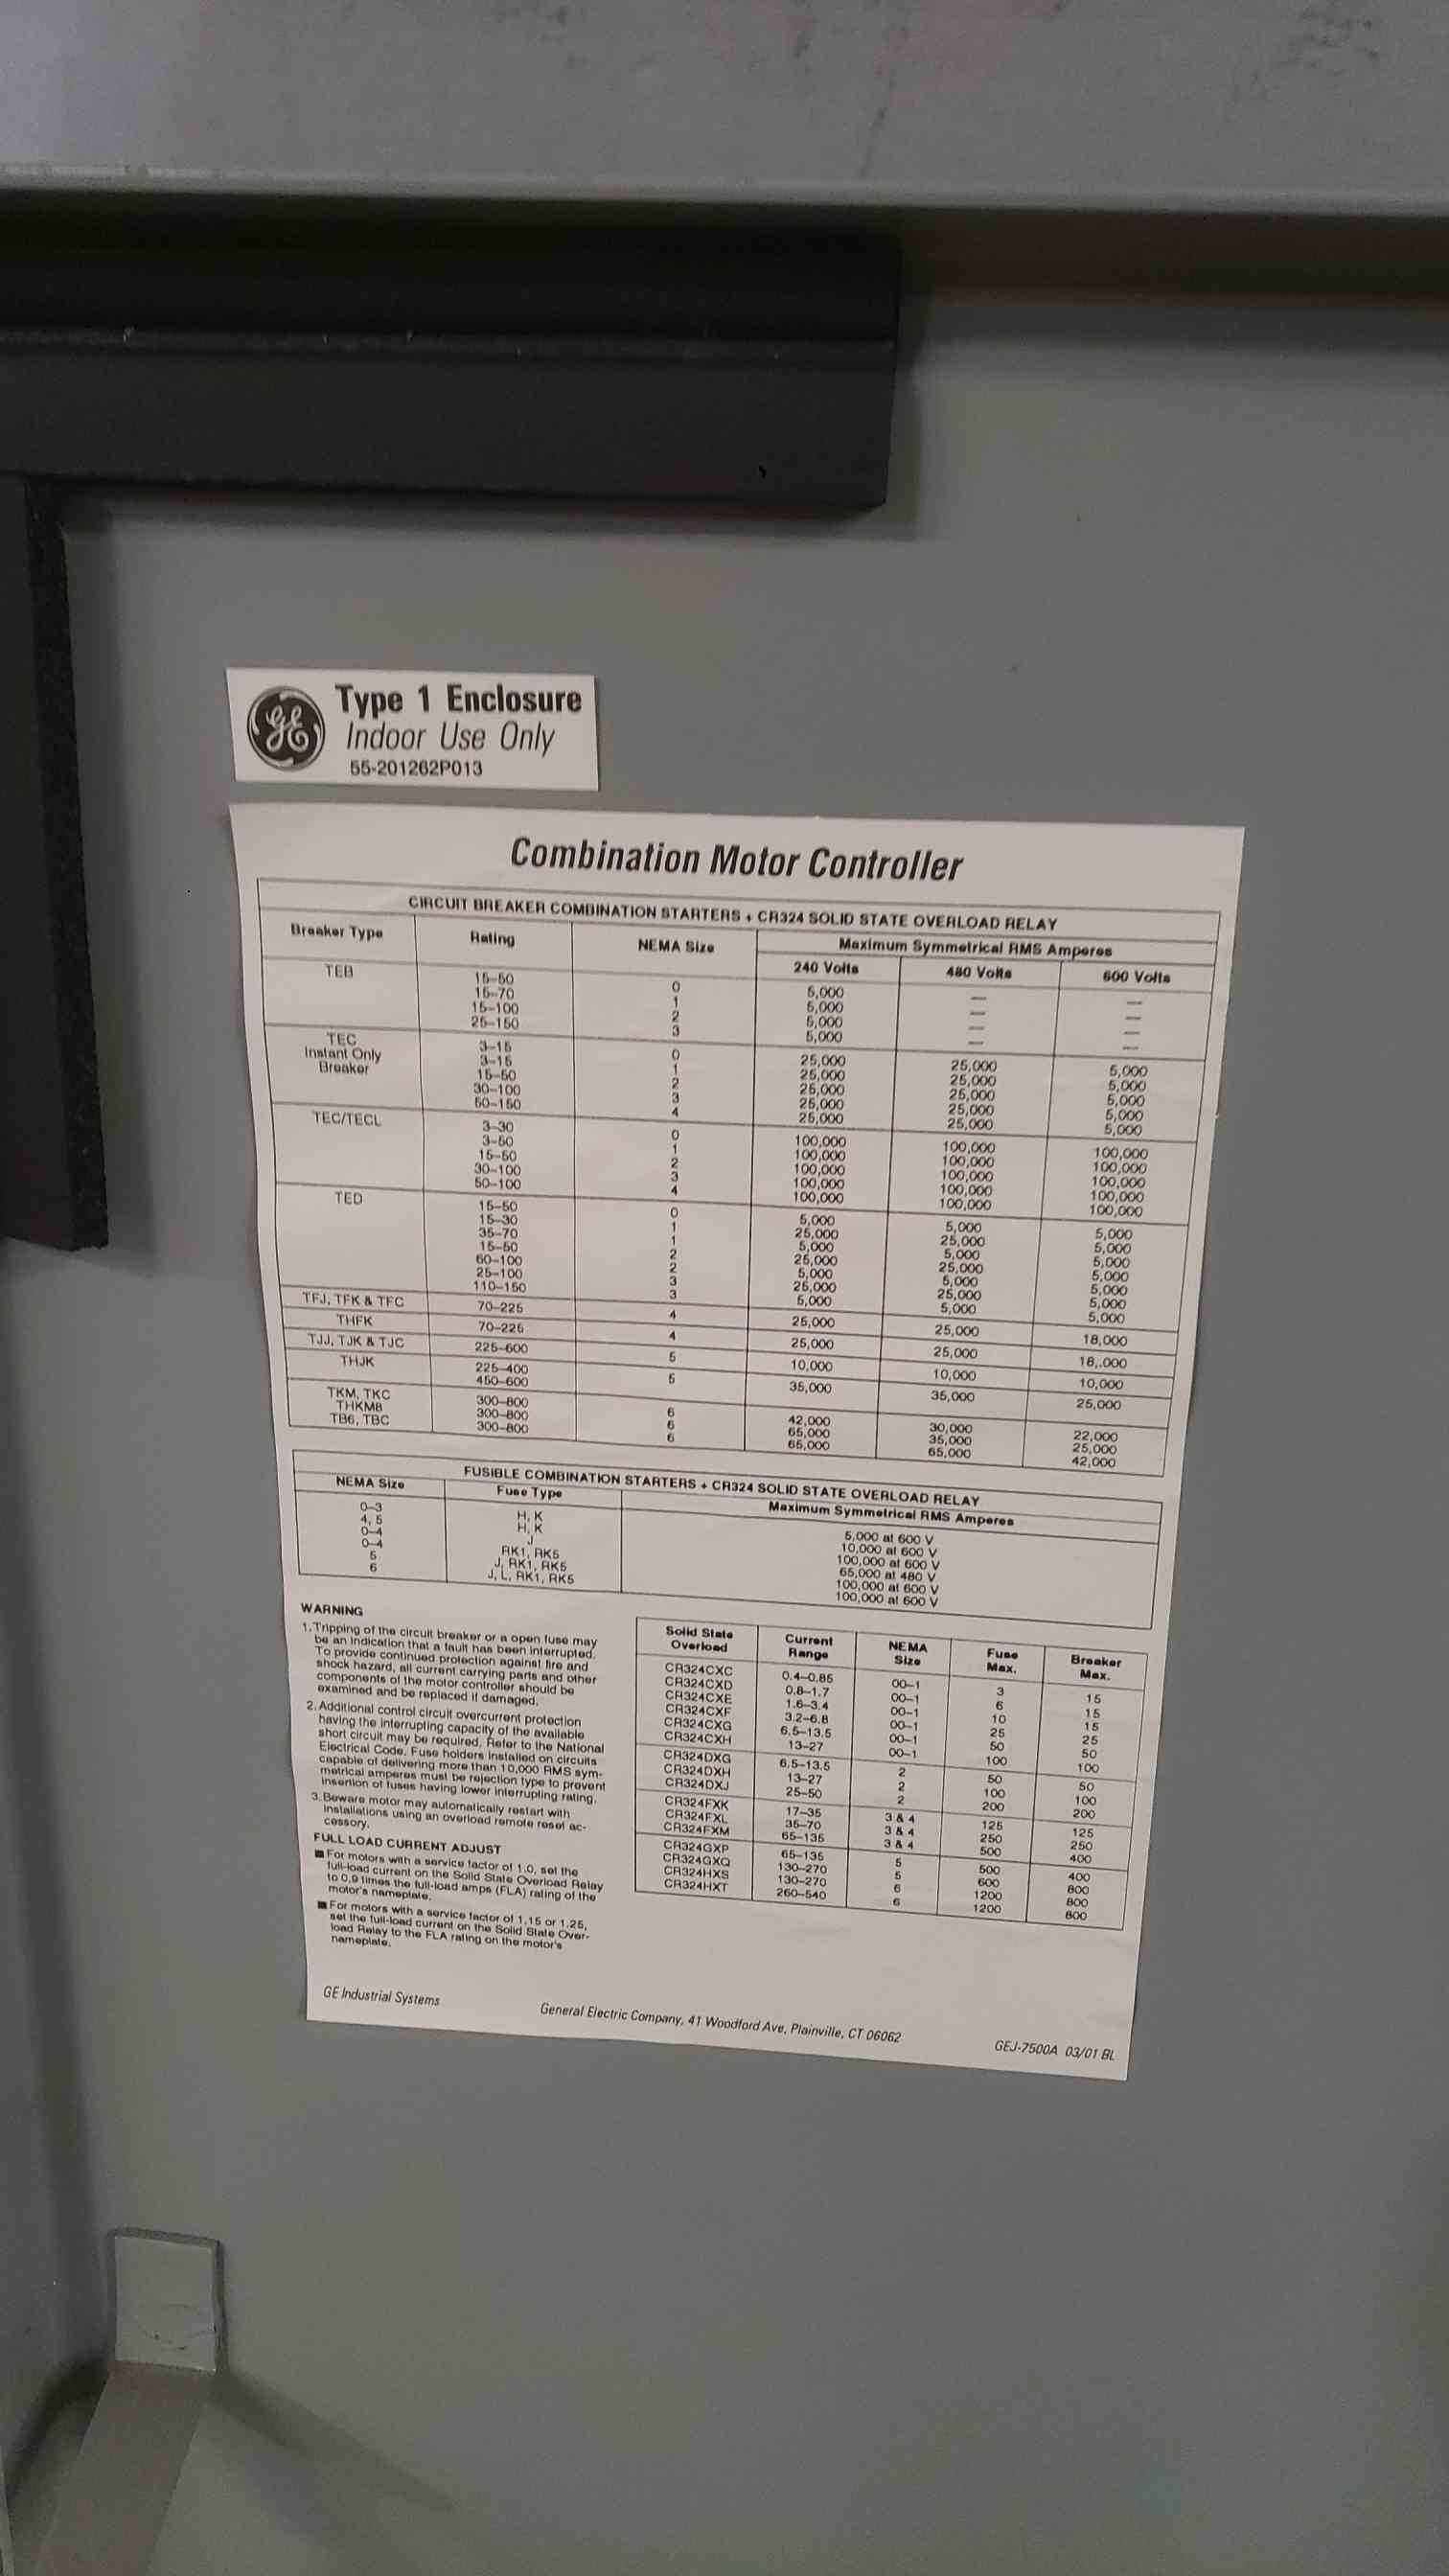 GE
Type 1 Enclosure
Indoor Use Only
55-201262P013
Combination Motor Controller
CIRCUIT BREAKER COMBINATION STARTERS + CR324 SOLID STATE OVERLOAD RELAY
Breaker Type Rating NEMA Size Maximum Symmetrical RMS Amperes
240 Volts 480 Volts 600 Volts
TEB 15–50 0 5,000 — —
15–70 1 5,000 — —
15–100 2 5,000 — —
25–150 3 5,000 — —
TEC 3–15 0 25,000 25,000 5,000
Instant Only 3–15 1 25,000 25,000 5,000
Breaker 15–50 2 25,000 25,000 5,000
30–100 3 25,000 25,000 5,000
50–150 4 25,000 25,000 5,000
TEC/TECL 3–30 0 100,000 100,000 100,000
3–50 1 100,000 100,000 100,000
15–50 2 100,000 100,000 100,000
30–100 3 100,000 100,000 100,000
50–100 4 100,000 100,000 100,000
TED 15–50 0 5,000 5,000 5,000
15–30 1 25,000 25,000 5,000
35–70 1 5,000 5,000 5,000
15–50 2 25,000 25,000 5,000
60–100 2 5,000 5,000 5,000
25–100 3 25,000 25,000 5,000
110–150 3 5,000 5,000 5,000
TFJ, TFK & TFC 70–225 4 25,000 25,000 18,000
THFK 70–225 4 25,000 25,000 18,.000
TJJ, TJK & TJC 225–600 5 10,000 10,000 10,000
THJK 225–400 5 35,000 35,000 25,000
450–600
TKM, TKC 300–800 6 42,000 30,000 22,000
THKM8 300–800 6 65,000 35,000 25,000
TB6, TBC 300–800 6 65,000 65,000 42,000
FUSIBLE COMBINATION STARTERS + CR324 SOLID STATE OVERLOAD RELAY
NEMA Size Fuse Type Maximum Symmetrical RMS Amperes
0–3 H, K 5,000 at 600 V
4, 5 H, K 10,000 at 600 V
0–4 J 100,000 at 600 V
0–4 RK1, RK5 65,000 at 480 V
5 J, RK1, RK5 100,000 at 600 V
6 J, L, RK1, RK5 100,000 at 600 V
WARNING
1. Tripping of the circuit breaker or a open fuse may
be an indication that a fault has been interrupted.
To provide continued protection against fire and
shock hazard, all current carrying parts and other
components of the motor controller should be
examined and be replaced if damaged.
2. Additional control circuit overcurrent protection
having the interrupting capacity of the available
short circuit may be required. Refer to the National
Electrical Code. Fuse holders installed on circuits
capable of delivering more than 10,000 RMS sym-
metrical amperes must be rejection type to prevent
insertion of fuses having lower interrupting rating.
3. Beware motor may automatically restart with
installations using an overload remote reset ac-
cessory.
FULL LOAD CURRENT ADJUST
■ For motors with a service factor of 1.0, set the
full-load current on the Solid State Overload Relay
to 0.9 times the full-load amps (FLA) rating of the
motor's nameplate.
■ For motors with a service factor of 1.15 or 1.25,
set the full-load current on the Solid State Over-
load Relay to the FLA rating on the motor's
nameplate.
Solid State Overload Current Range NEMA Size Fuse Max. Breaker Max.
CR324CXC 0.4–0.85 00–1 3 15
CR324CXD 0.8–1.7 00–1 6 15
CR324CXE 1.6–3.4 00–1 10 15
CR324CXF 3.2–6.8 00–1 25 25
CR324CXG 6.5–13.5 00–1 50 50
CR324CXH 13–27 00–1 100 100
CR324DXG 6.5–13.5 2 50 50
CR324DXH 13–27 2 100 100
CR324DXJ 25–50 2 200 200
CR324FXK 17–35 3 & 4 125 125
CR324FXL 35–70 3 & 4 250 250
CR324FXM 65–135 3 & 4 500 400
CR324GXP 65–135 5 500 400
CR324GXQ 130–270 5 600 800
CR324HXS 130–270 6 1200 800
CR324HXT 260–540 6 1200 800
GE Industrial Systems
General Electric Company, 41 Woodford Ave, Plainville, CT 06062
GEJ-7500A 03/01 BL